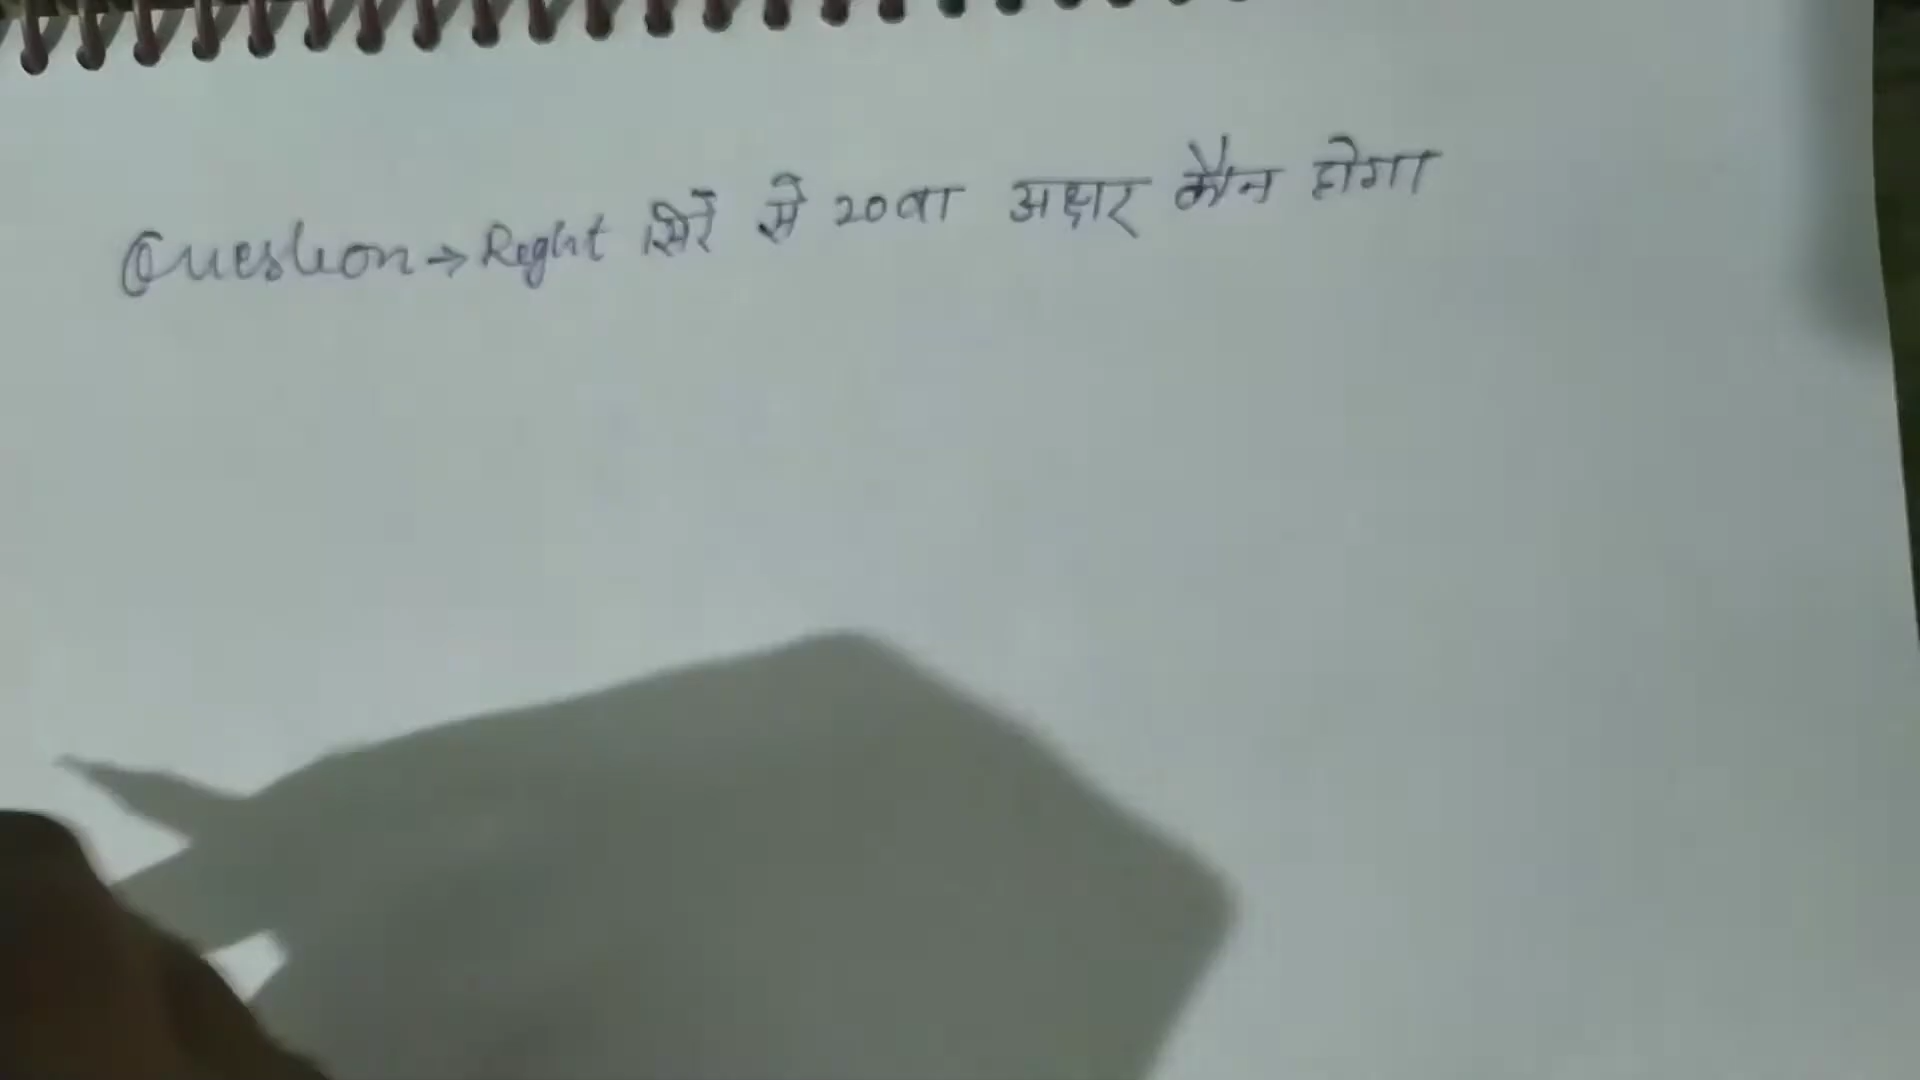 Question → Right सिरे से 20वा अक्षर कौन होगा